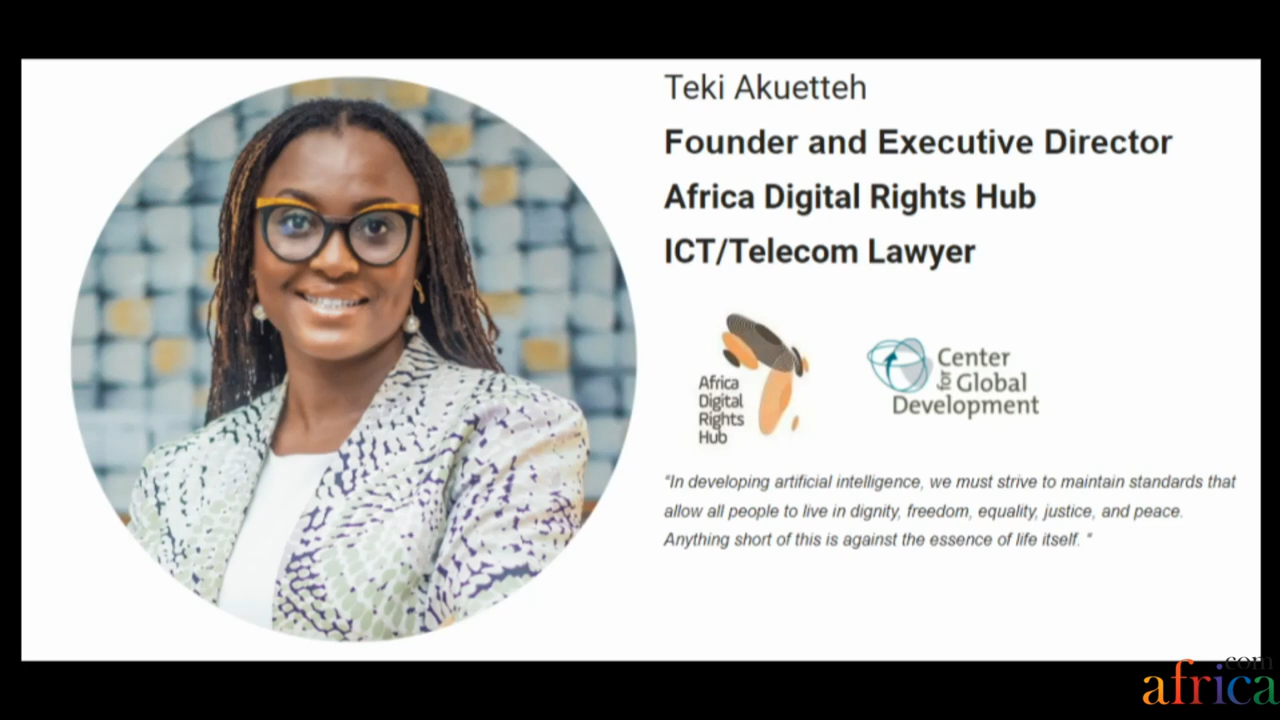 Teki Akuetteh
Founder and Executive Director
Africa Digital Rights Hub
ICT/Telecom Lawyer
Africa
Digital
Rights
Hub
Center
for Global
Development
"In developing artificial intelligence, we must strive to maintain standards that
allow all people to live in dignity, freedom, equality, justice, and peace.
Anything short of this is against the essence of life itself. "
com
africa